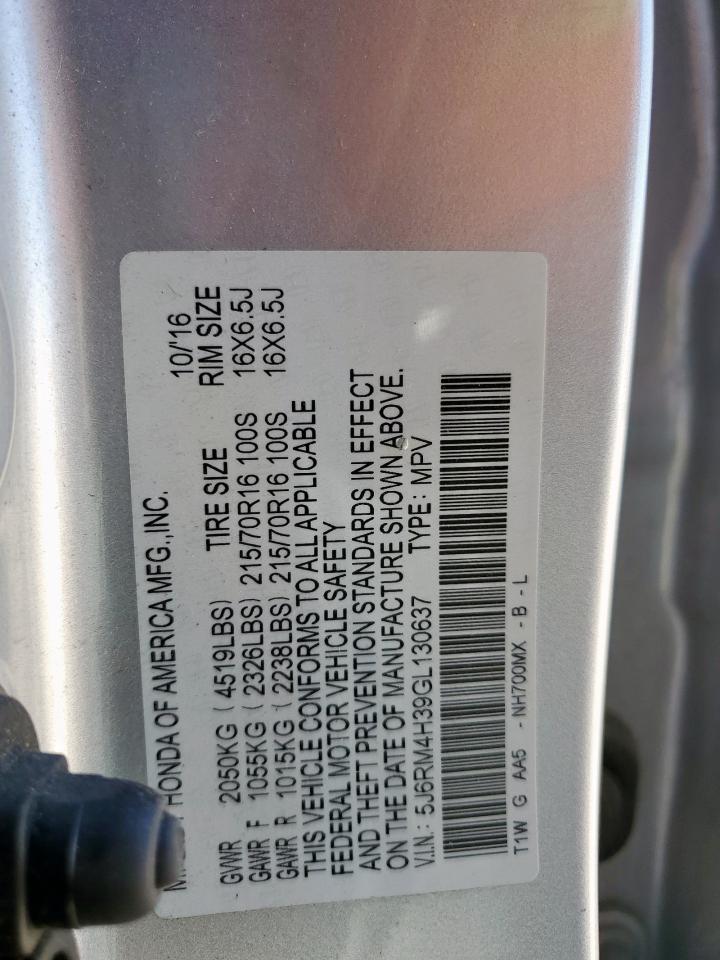 HONDA OF AMERICA MFG.,INC. 10/'16
GVWR 2050KG ( 4519LBS) TIRE SIZE RIM SIZE
GAWR F 1055KG ( 2326LBS) 215/70R16 100S 16X6.5J
GAWR R 1015KG ( 2238LBS) 215/70R16 100S 16X6.5J
THIS VEHICLE CONFORMS TO ALL APPLICABLE
FEDERAL MOTOR VEHICLE SAFETY
AND THEFT PREVENTION STANDARDS IN EFFECT
ON THE DATE OF MANUFACTURE SHOWN ABOVE.
V.I.N.: 5J6RM4H39GL130637 TYPE: MPV
T1W G AA5 - NH700MX - B - L